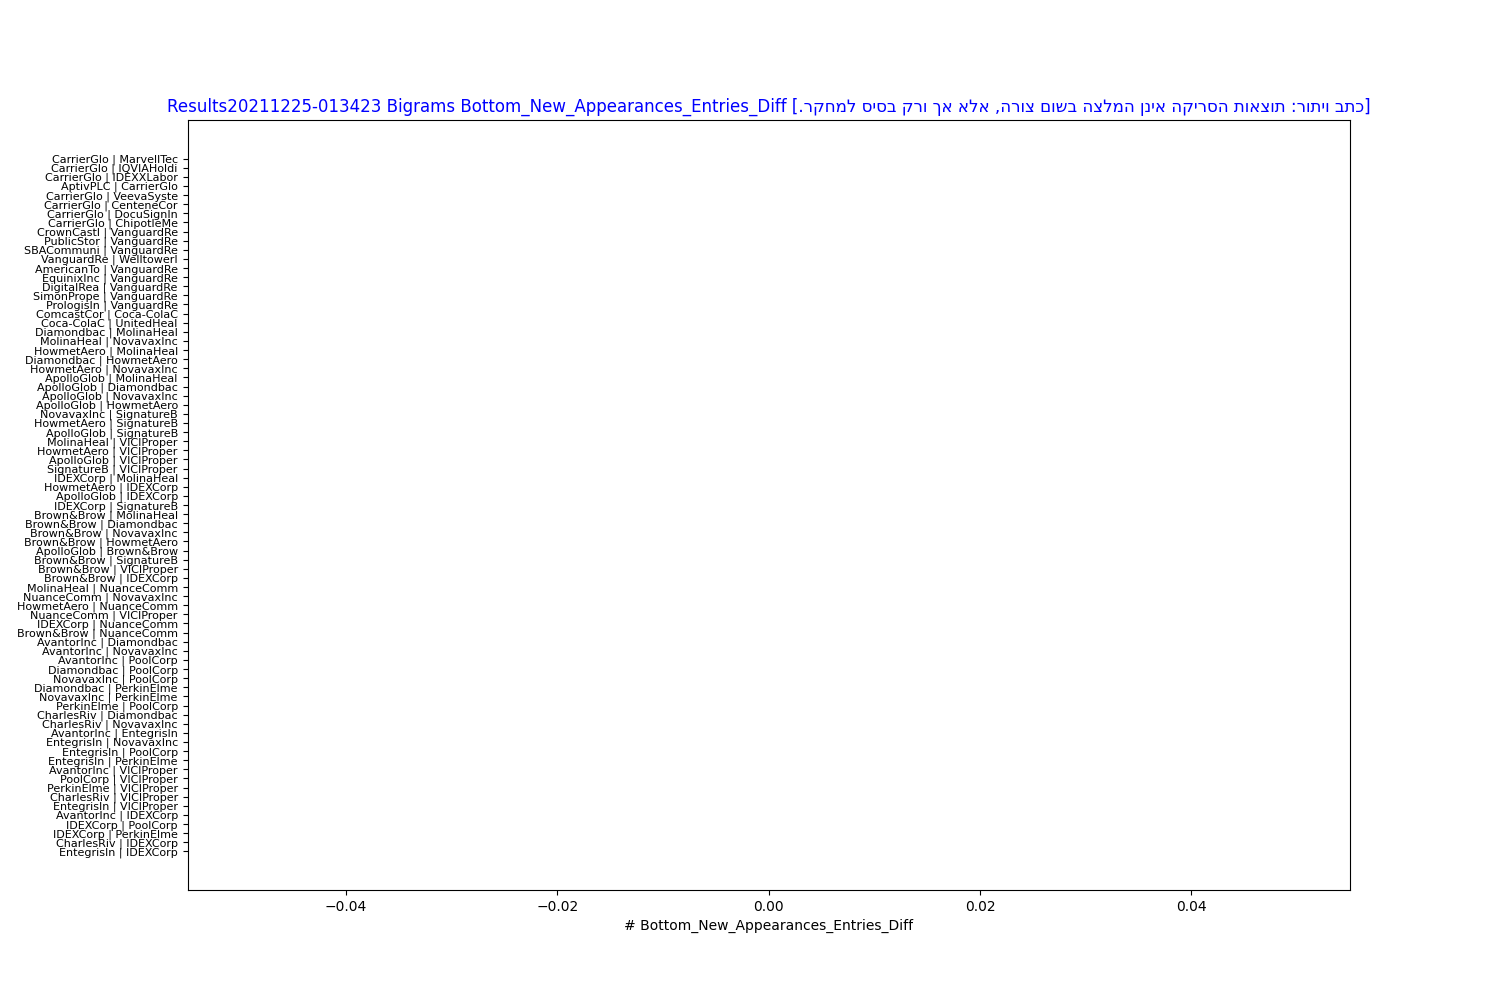 Results20211225-013423 Bigrams Bottom_New_Appearances_Entries_Diff [כתב ויתור: תוצאות הסריקה אינן המלצה בשום צורה, אלא אך ורק בסיס למחקר.]
CarrierGlo | MarvellTec
CarrierGlo | IQVIAHoldi
CarrierGlo | IDEXXLabor
AptivPLC | CarrierGlo
CarrierGlo | VeevaSyste
CarrierGlo | CenteneCor
CarrierGlo | DocuSignIn
CarrierGlo | ChipotleMe
CrownCastl | VanguardRe
PublicStor | VanguardRe
SBACommuni | VanguardRe
VanguardRe | WelltowerI
AmericanTo | VanguardRe
EquinixInc | VanguardRe
DigitalRea | VanguardRe
SimonPrope | VanguardRe
PrologisIn | VanguardRe
ComcastCor | Coca-ColaC
Coca-ColaC | UnitedHeal
Diamondbac | MolinaHeal
MolinaHeal | NovavaxInc
HowmetAero | MolinaHeal
Diamondbac | HowmetAero
HowmetAero | NovavaxInc
ApolloGlob | MolinaHeal
ApolloGlob | Diamondbac
ApolloGlob | NovavaxInc
ApolloGlob | HowmetAero
NovavaxInc | SignatureB
HowmetAero | SignatureB
ApolloGlob | SignatureB
MolinaHeal | VICIProper
HowmetAero | VICIProper
ApolloGlob | VICIProper
SignatureB | VICIProper
IDEXCorp | MolinaHeal
HowmetAero | IDEXCorp
ApolloGlob | IDEXCorp
IDEXCorp | SignatureB
Brown&Brow | MolinaHeal
Brown&Brow | Diamondbac
Brown&Brow | NovavaxInc
Brown&Brow | HowmetAero
ApolloGlob | Brown&Brow
Brown&Brow | SignatureB
Brown&Brow | VICIProper
Brown&Brow | IDEXCorp
MolinaHeal | NuanceComm
NuanceComm | NovavaxInc
HowmetAero | NuanceComm
NuanceComm | VICIProper
IDEXCorp | NuanceComm
Brown&Brow | NuanceComm
AvantorInc | Diamondbac
AvantorInc | NovavaxInc
AvantorInc | PoolCorp
Diamondbac | PoolCorp
NovavaxInc | PoolCorp
Diamondbac | PerkinElme
NovavaxInc | PerkinElme
PerkinElme | PoolCorp
CharlesRiv | Diamondbac
CharlesRiv | NovavaxInc
AvantorInc | EntegrisIn
EntegrisIn | NovavaxInc
EntegrisIn | PoolCorp
EntegrisIn | PerkinElme
AvantorInc | VICIProper
PoolCorp | VICIProper
PerkinElme | VICIProper
CharlesRiv | VICIProper
EntegrisIn | VICIProper
AvantorInc | IDEXCorp
IDEXCorp | PoolCorp
IDEXCorp | PerkinElme
CharlesRiv | IDEXCorp
EntegrisIn | IDEXCorp
−0.04 −0.02 0.00 0.02 0.04
# Bottom_New_Appearances_Entries_Diff